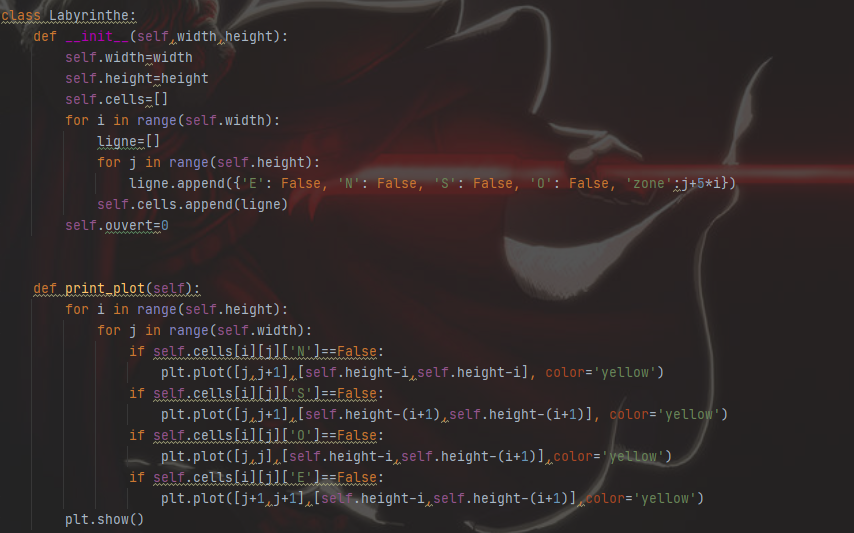 class Labyrinthe:
    def __init__(self,width,height):
        self.width=width
        self.height=height
        self.cells=[]
        for i in range(self.width):
            ligne=[]
            for j in range(self.height):
                ligne.append({'E': False, 'N': False, 'S': False, 'O': False, 'zone':j+5*i})
            self.cells.append(ligne)
        self.ouvert=0
    def print_plot(self):
        for i in range(self.height):
            for j in range(self.width):
                if self.cells[i][j]['N']==False:
                    plt.plot([j,j+1],[self.height-i,self.height-i], color='yellow')
                if self.cells[i][j]['S']==False:
                    plt.plot([j,j+1],[self.height-(i+1),self.height-(i+1)], color='yellow')
                if self.cells[i][j]['O']==False:
                    plt.plot([j,j],[self.height-i,self.height-(i+1)],color='yellow')
                if self.cells[i][j]['E']==False:
                    plt.plot([j+1,j+1],[self.height-i,self.height-(i+1)],color='yellow')
        plt.show()